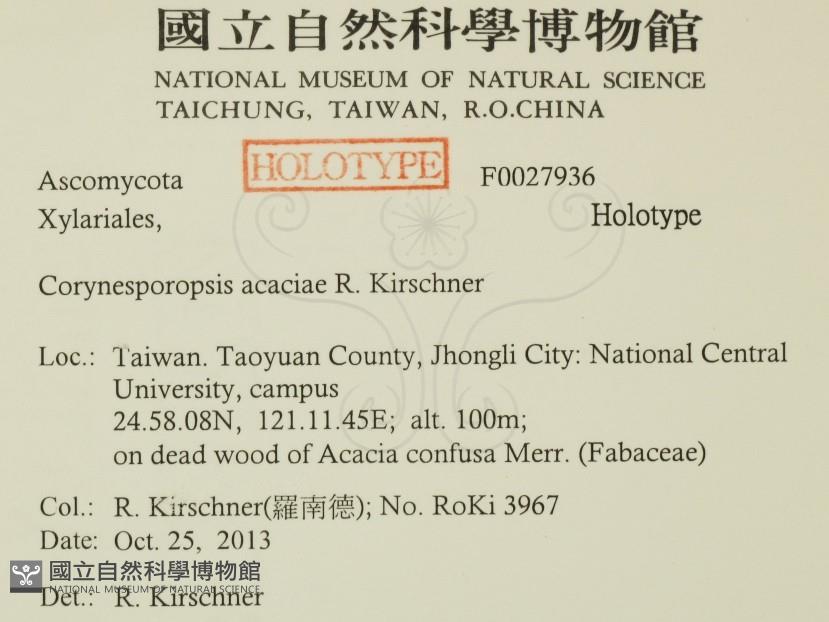 國立自然科學博物館
NATIONAL MUSEUM OF NATURAL SCIENCE
TAICHUNG, TAIWAN, R.O.CHINA
HOLOTYPE
Ascomycota F0027936
Xylariales, Holotype
Corynesporopsis acaciae R. Kirschner
Loc.: Taiwan. Taoyuan County, Jhongli City: National Central
University, campus
24.58.08N, 121.11.45E; alt. 100m;
on dead wood of Acacia confusa Merr. (Fabaceae)
Col.: R. Kirschner(羅南德); No. RoKi 3967
Date: Oct. 25, 2013
國立自然科學博物館
NATIONAL MUSEUM OF NATURAL SCIENCE
Det.: R. Kirschner